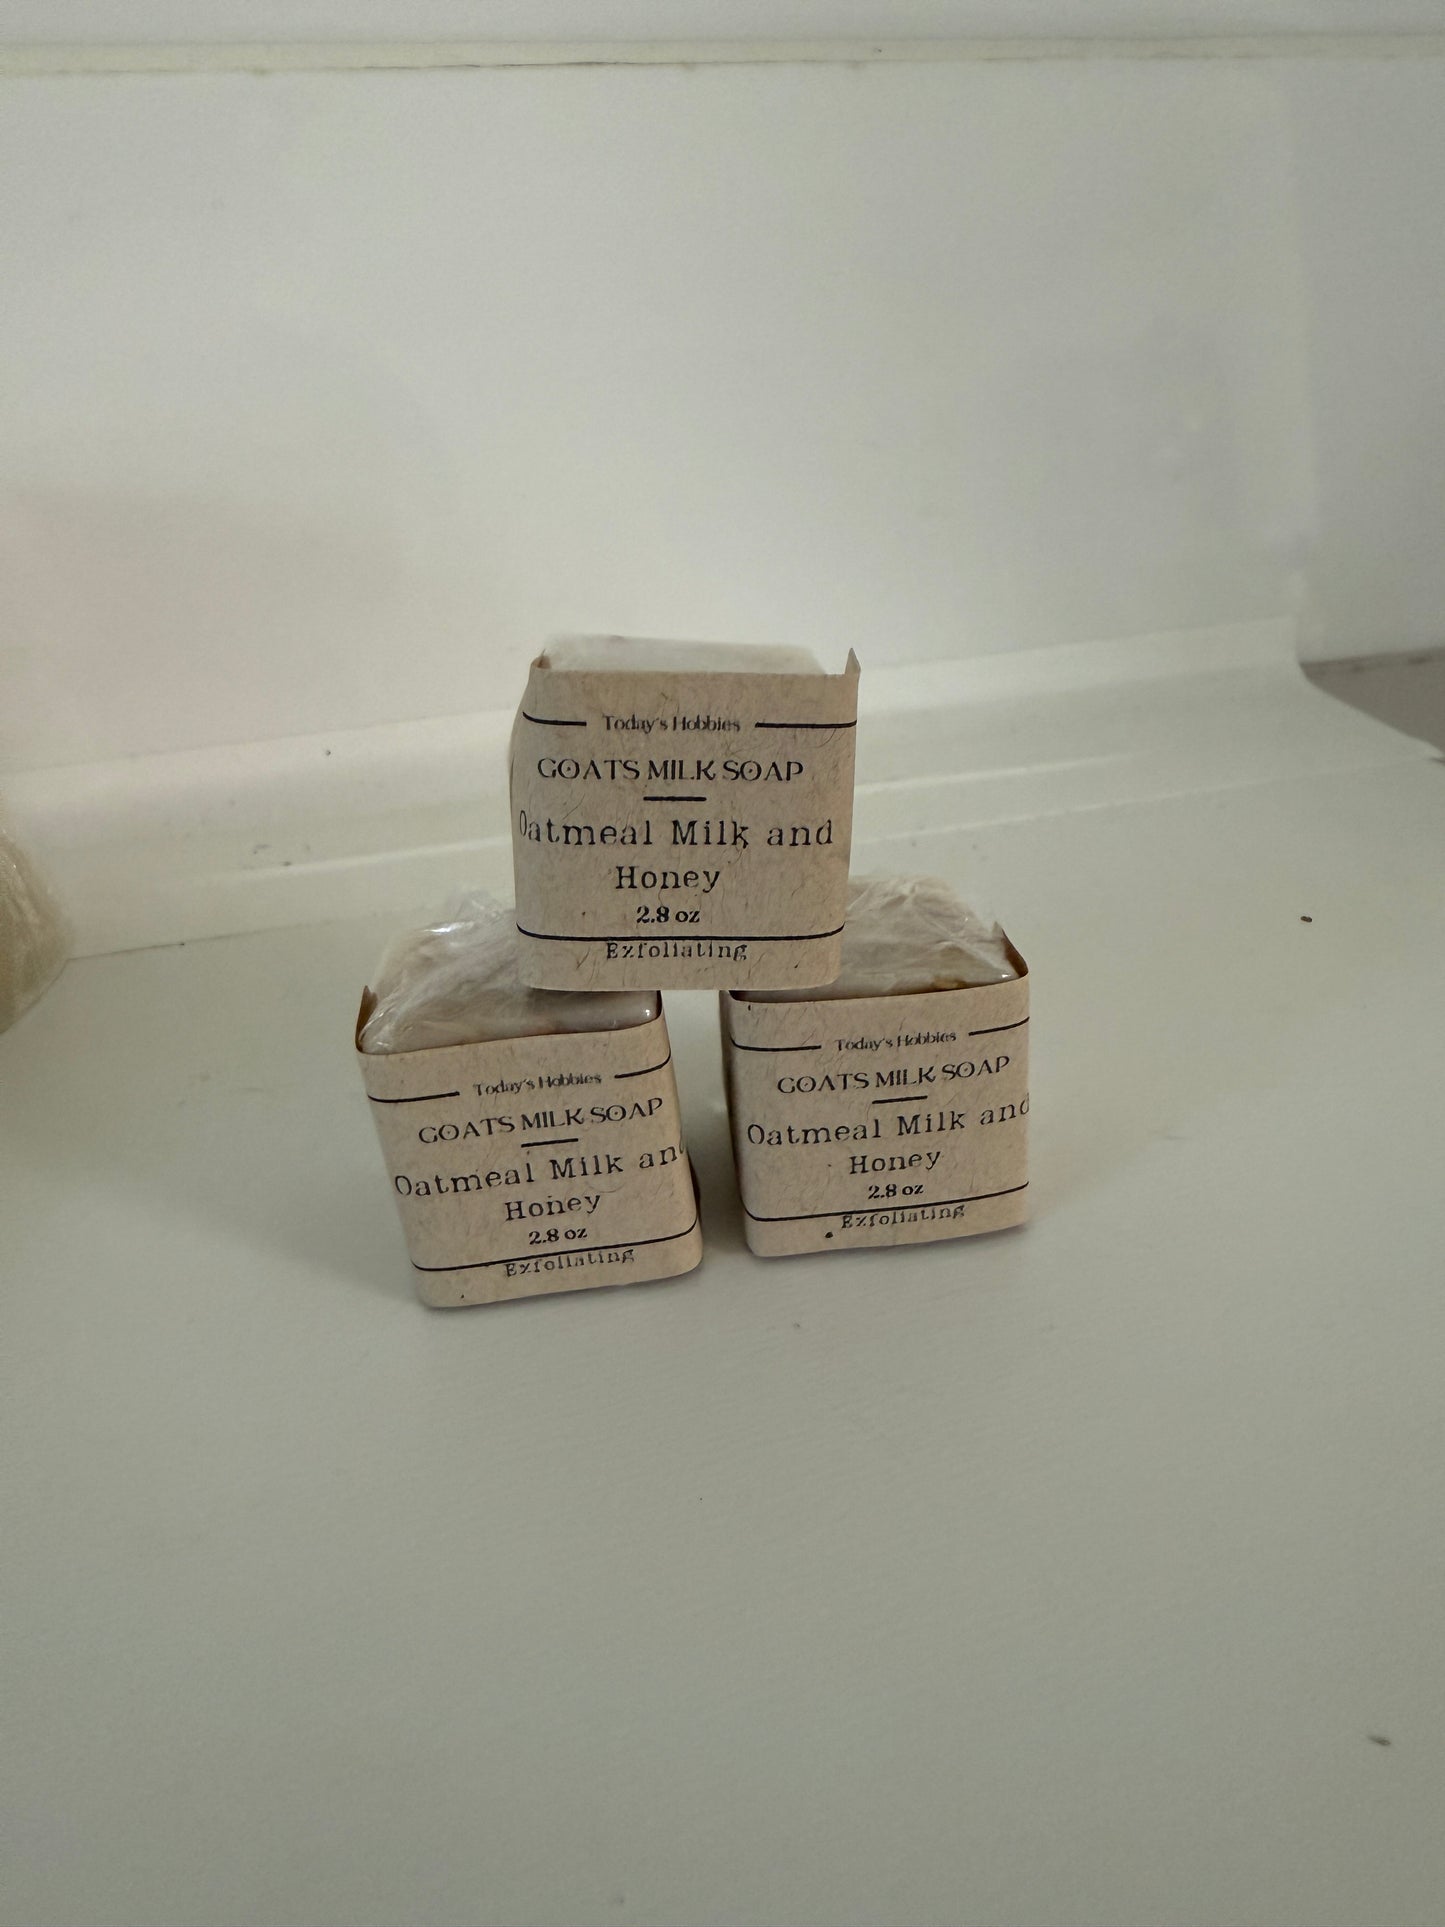 Today's Hobbies
GOATS MILK SOAP
Oatmeal Milk and
Honey
2.8 oz
Exfoliating
Today's Hobbies
GOATS MILK SOAP
Oatmeal Milk an
Honey
2.8 oz
Exfoliating
Today's Hobbies
GOATS MILK SOAP
Oatmeal Milk and
Honey
2.8 oz
Exfoliating